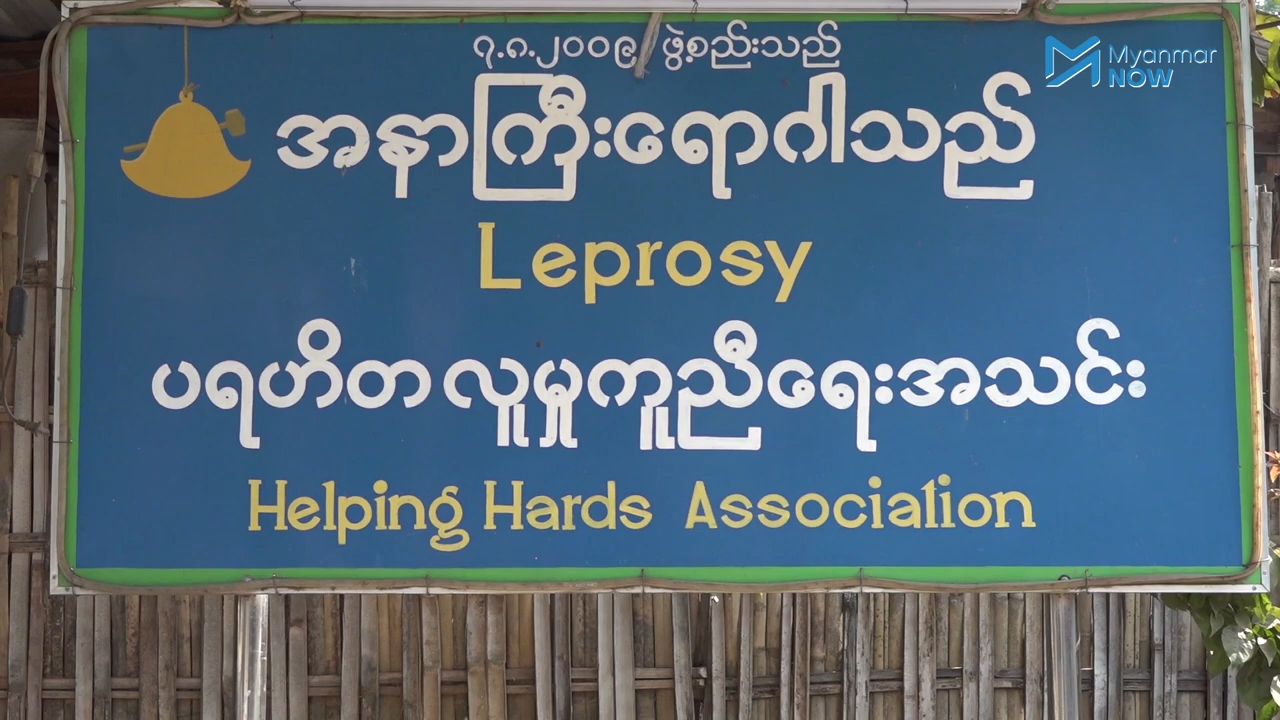 ၇.၈.၂၀၀၉ ဖွဲ့စည်းသည်
Myanmar
NOW
အနာကြီးရောဂါသည်
Leprosy
ပရဟိတလူမှုကူညီရေးအသင်း
Helping Hards Association